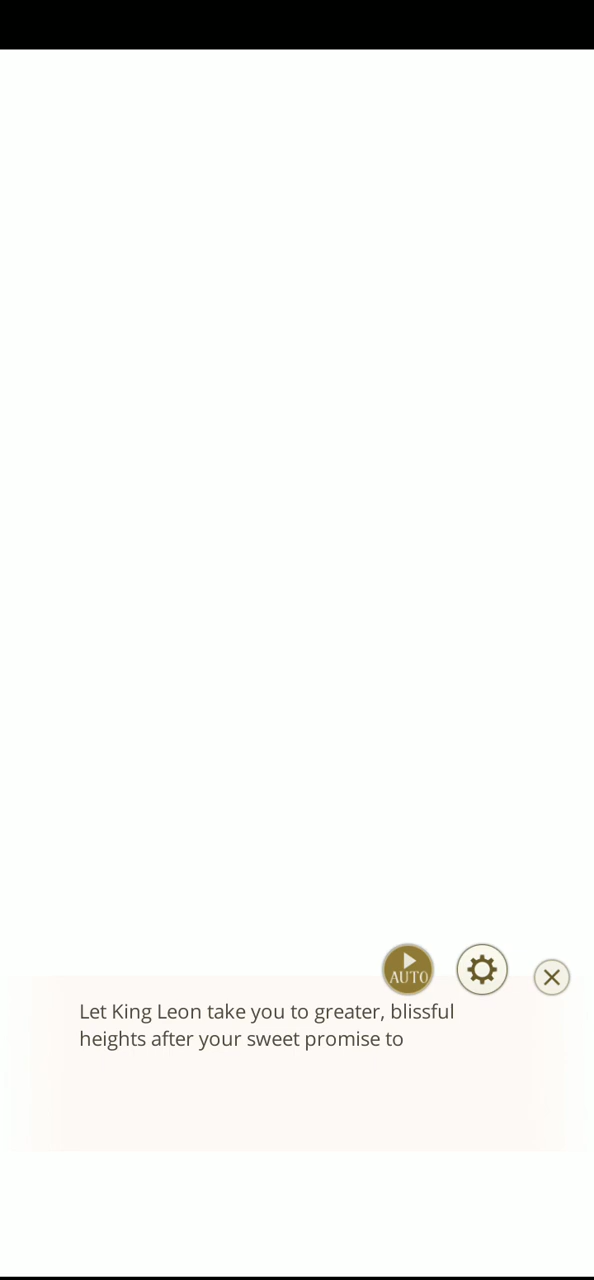 AUTO
Let King Leon take you to greater, blissful
heights after your sweet promise to